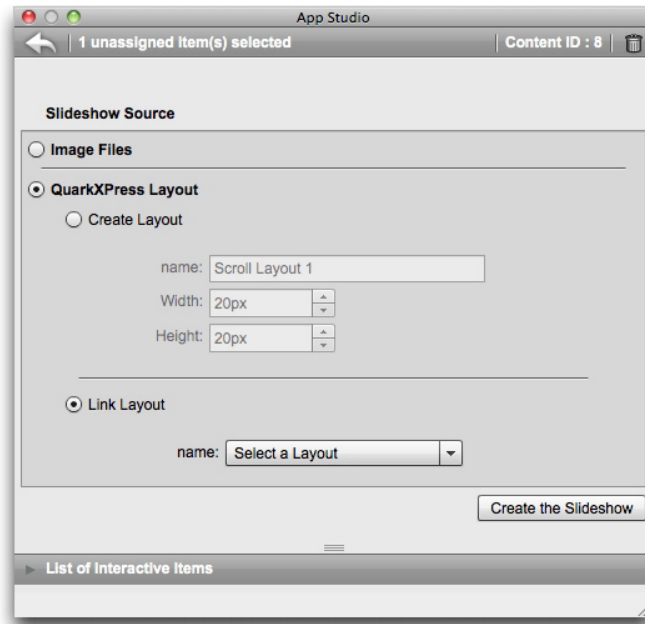 App Studio
1 unassigned item(s) selected Content ID : 8
Slideshow Source
Image Files
QuarkXPress Layout
Create Layout
name: Scroll Layout 1
Width: 20px
Height: 20px
Link Layout
name: Select a Layout
Create the Slideshow
List of Interactive Items